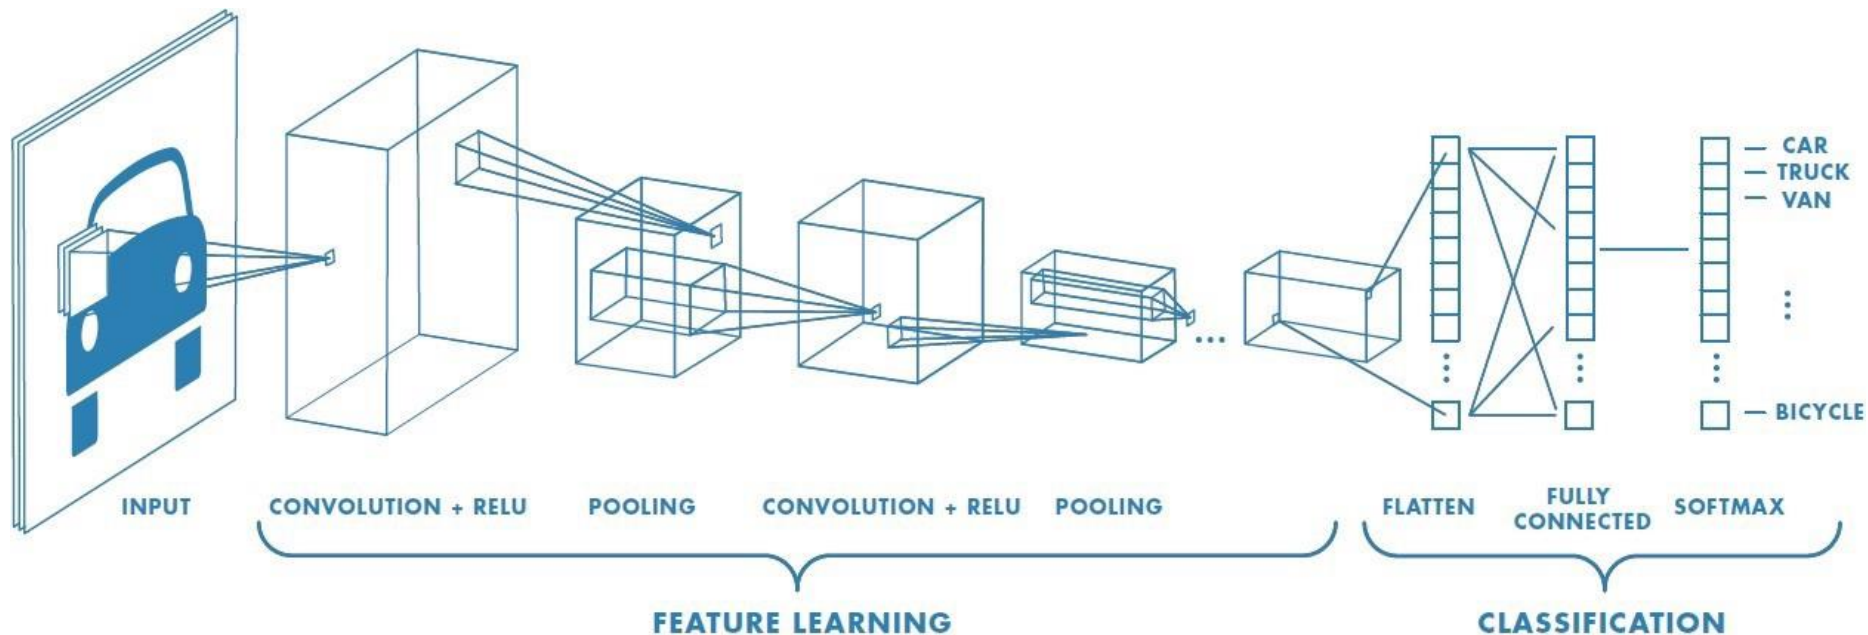 CAR
TRUCK
VAN
BICYCLE
INPUT
CONVOLUTION + RELU
POOLING
CONVOLUTION + RELU
POOLING
FLATTEN
FULLY
CONNECTED
SOFTMAX
FEATURE LEARNING
CLASSIFICATION